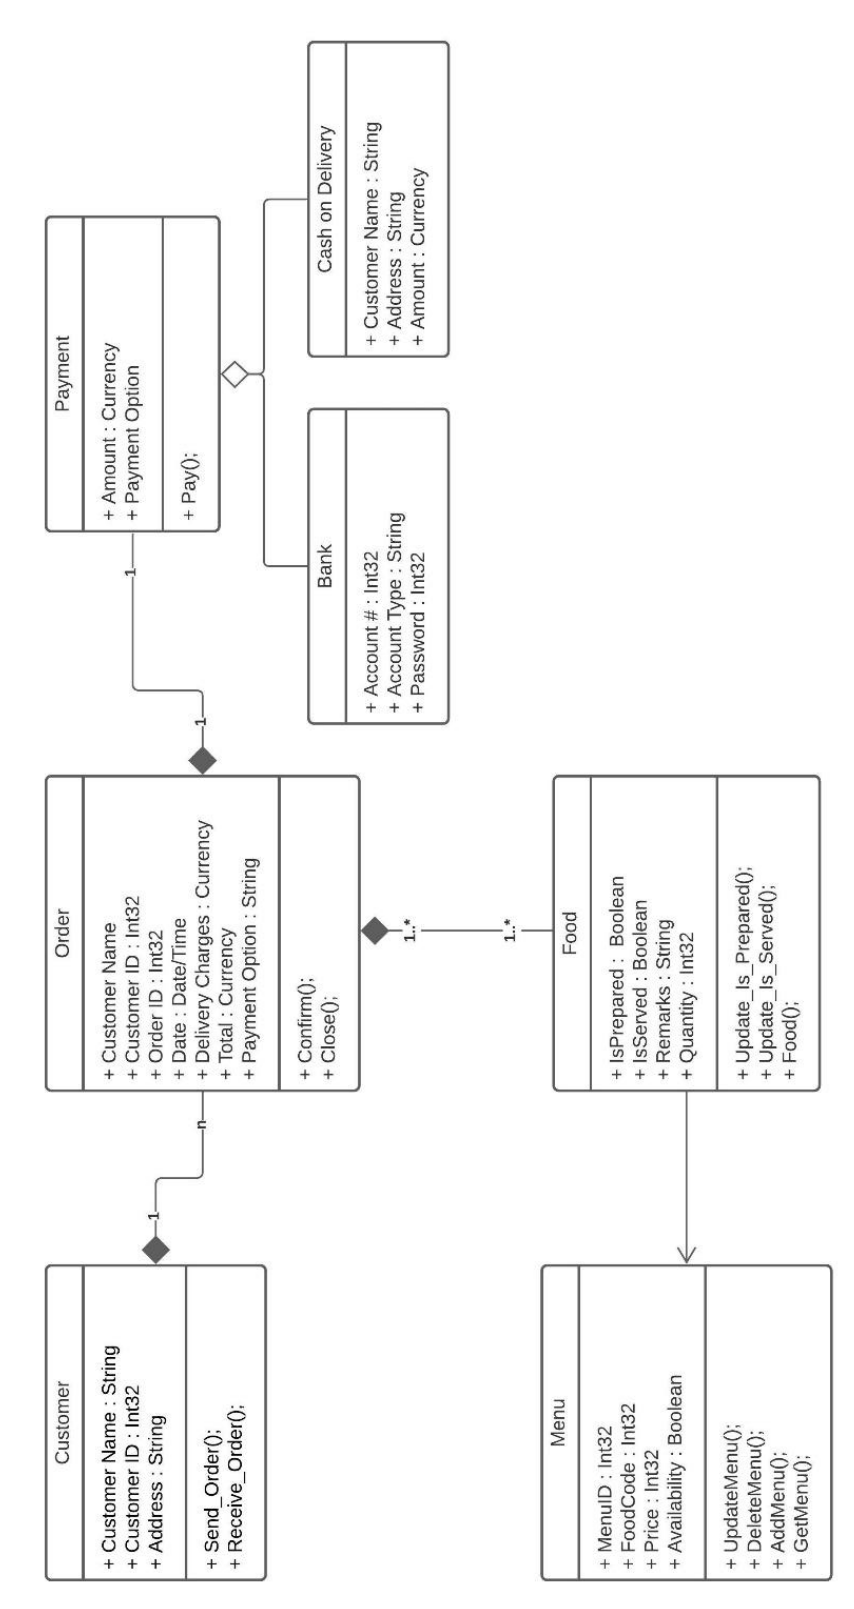 Customer
+ Customer Name : String
+ Customer ID : Int32
+ Address : String
+ Send_Order();
+ Receive_Order();
1
n
Order
+ Customer Name
+ Customer ID : Int32
+ Order ID : Int32
+ Date : Date/Time
+ Delivery Charges : Currency
+ Total : Currency
+ Payment Option : String
+ Confirm();
+ Close();
1
1
Payment
+ Amount : Currency
+ Payment Option
+ Pay();
Bank
+ Account # : Int32
+ Account Type : String
+ Password : Int32
Cash on Delivery
+ Customer Name : String
+ Address : String
+ Amount : Currency
1..*
1..*
Menu
+ MenuID : Int32
+ FoodCode : Int32
+ Price : Int32
+ Availability : Boolean
+ UpdateMenu();
+ DeleteMenu();
+ AddMenu();
+ GetMenu();
Food
+ IsPrepared : Boolean
+ IsServed : Boolean
+ Remarks : String
+ Quantity : Int32
+ Update_Is_Prepared();
+ Update_Is_Served();
+ Food();